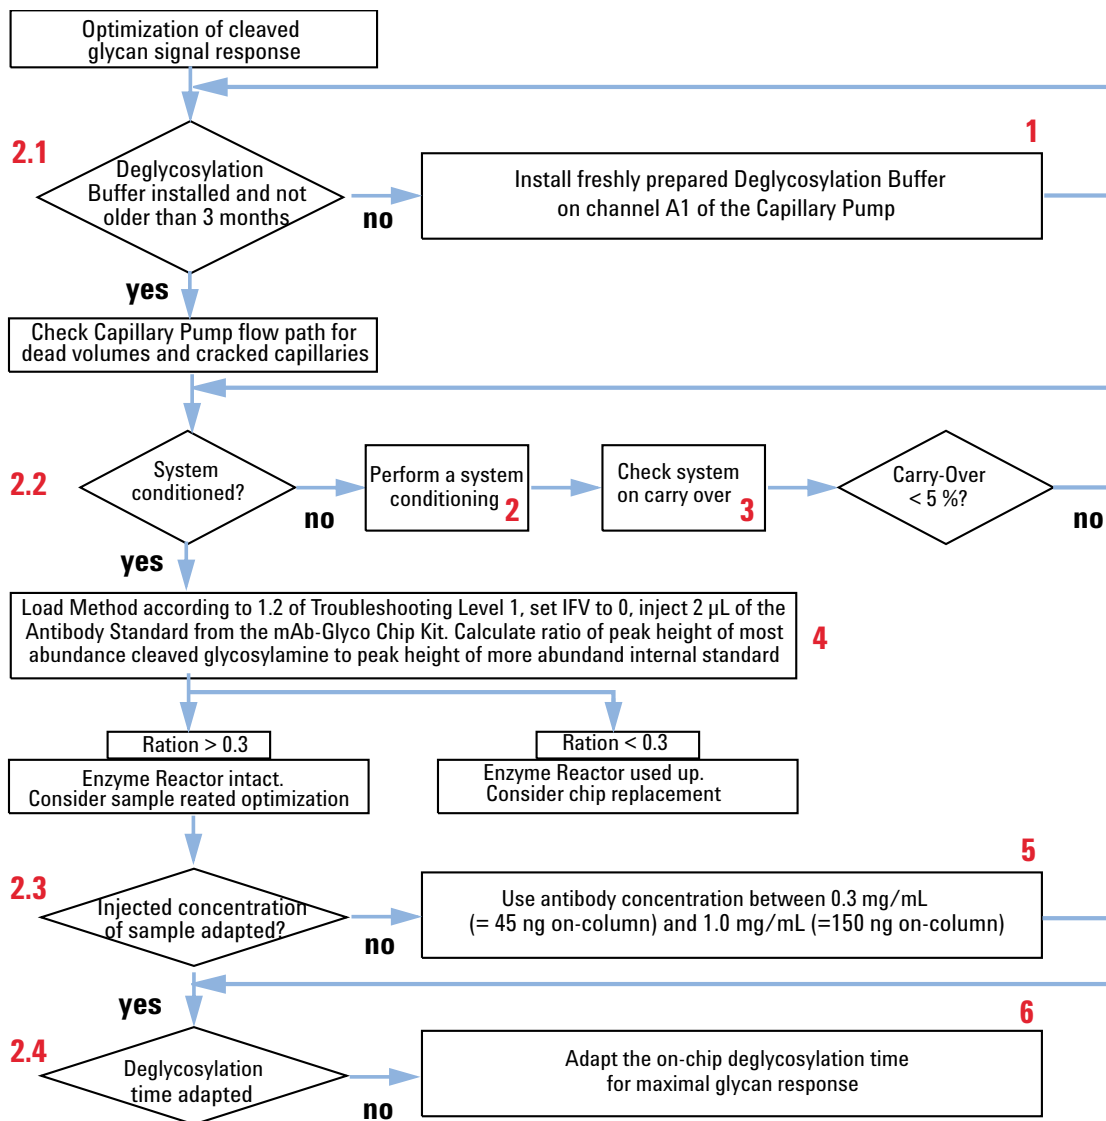 Optimization of cleaved
glycan signal response
2.1
Deglycosylation
Buffer installed and not
older than 3 months
no
1
Install freshly prepared Deglycosylation Buffer
on channel A1 of the Capillary Pump
yes
Check Capillary Pump flow path for
dead volumes and cracked capillaries
2.2
System
conditioned?
no
Perform a system
conditioning
2
Check system
on carry over
3
Carry-Over
< 5 %?
no
yes
Load Method according to 1.2 of Troubleshooting Level 1, set IFV to 0, inject 2 µL of the
Antibody Standard from the mAb-Glyco Chip Kit. Calculate ratio of peak height of most
abundance cleaved glycosylamine to peak height of more abundand internal standard
4
Ration > 0.3
Enzyme Reactor intact.
Consider sample reated optimization
Ration < 0.3
Enzyme Reactor used up.
Consider chip replacement
2.3
Injected concentration
of sample adapted?
no
5
Use antibody concentration between 0.3 mg/mL
(= 45 ng on-column) and 1.0 mg/mL (=150 ng on-column)
yes
2.4
Deglycosylation
time adapted
no
6
Adapt the on-chip deglycosylation time
for maximal glycan response